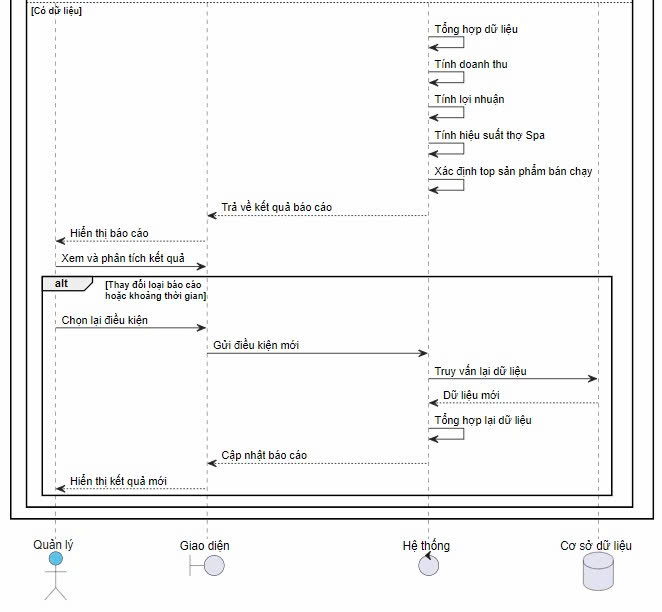 [Có dữ liệu]
Tổng hợp dữ liệu
Tính doanh thu
Tính lợi nhuận
Tính hiệu suất thợ Spa
Xác định top sản phẩm bán chạy
Trả về kết quả báo cáo
Hiển thị báo cáo
Xem và phân tích kết quả
alt
[Thay đổi loại báo cáo
hoặc khoảng thời gian]
Chọn lại điều kiện
Gửi điều kiện mới
Truy vấn lại dữ liệu
Dữ liệu mới
Tổng hợp lại dữ liệu
Cập nhật báo cáo
Hiển thị kết quả mới
Quản lý
Giao diện
Hệ thống
Cơ sở dữ liệu